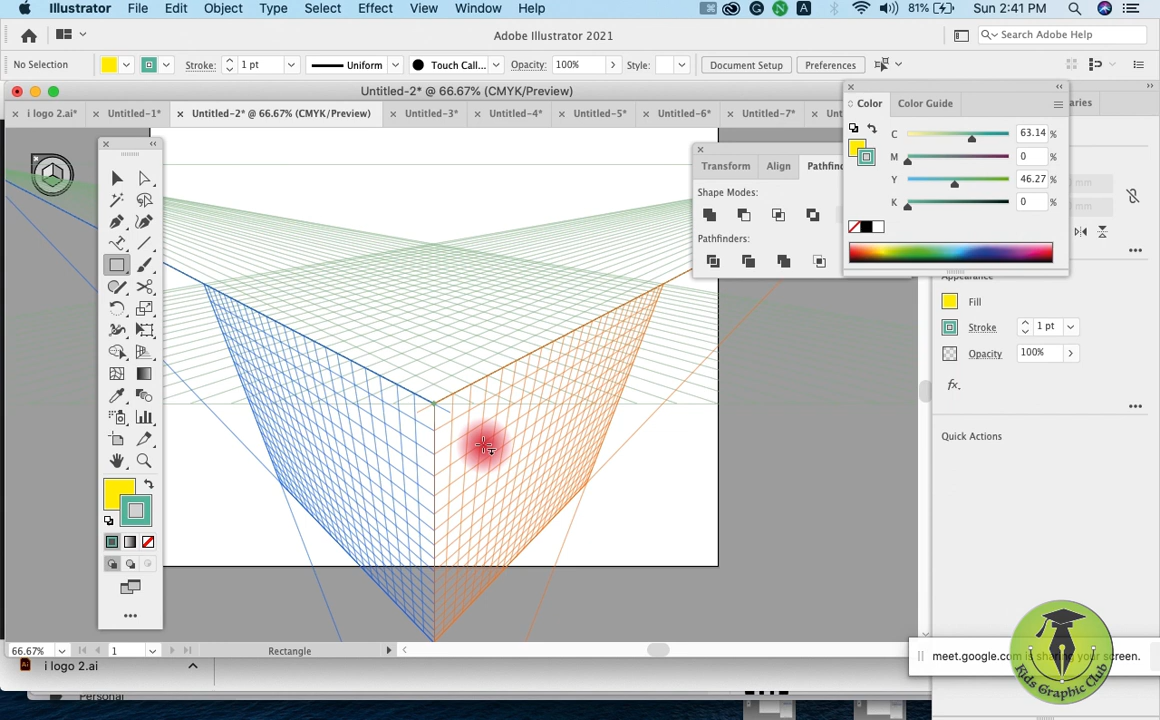 Illustrator File Edit Object Type Select Effect View Window Help 81% Sun 2:41 PM
Adobe Illustrator 2021 Search Adobe Help
No Selection Stroke: 1 pt Uniform Touch Call... Opacity: 100% Style: Document Setup Preferences
Untitled-2* @ 66.67% (CMYK/Preview)
i logo 2.ai* Untitled-1* Untitled-2* @ 66.67% (CMYK/Preview) Untitled-3* Untitled-4* Untitled-5* Untitled-6* Untitled-7*
Color Color Guide
C 63.14 %
M 0 %
Y 46.27 %
K 0 %
Transform Align Pathfin
Shape Modes:
Pathfinders:
Appearance
Fill
Stroke 1 pt
Opacity 100%
fx.
Quick Actions
66.67% 1 Rectangle
i logo 2.ai
meet.google.com is sharing your screen.
Personal
Kids Graphic Club